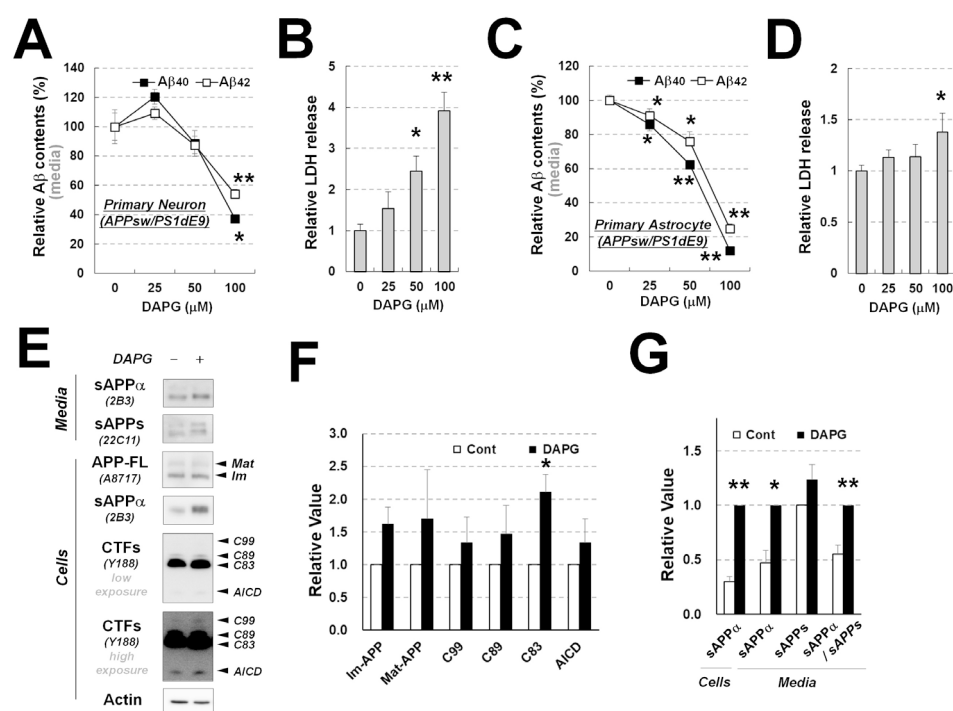 A
Relative Aβ contents (%)
(media)
140
120
100
80
60
40
20
0
Aβ40
Aβ42
Primary Neuron
(APPsw/PS1dE9)
**
*
0 25 50 100
DAPG (μM)
B
Relative LDH release
7
6
5
4
3
2
1
0
*
**
0 25 50 100
DAPG (μM)
C
Relative Aβ contents (%)
(media)
120
100
80
60
40
20
0
Aβ40
Aβ42
*
*
*
**
**
**
Primary Astrocyte
(APPsw/PS1dE9)
0 25 50 100
DAPG (μM)
D
Relative LDH release
2
1.5
1
0.5
0
*
0 25 50 100
DAPG (μM)
E
DAPG − +
Media
sAPPα
(2B3)
sAPPs
(22C11)
Cells
APP-FL
(A8717)
Mat
Im
sAPPα
(2B3)
CTFs
(Y188)
low
exposure
C99
C89
C83
AICD
CTFs
(Y188)
high
exposure
C99
C89
C83
AICD
Actin
F
Relative Value
3.0
2.5
2.0
1.5
1.0
0.5
0.0
Cont
DAPG
*
Im-APP
Mat-APP
C99
C89
C83
AICD
G
Relative Value
1.5
1.0
0.5
0.0
Cont
DAPG
**
*
**
sAPPα
sAPPα
sAPPs
sAPPα
/ sAPPs
Cells
Media